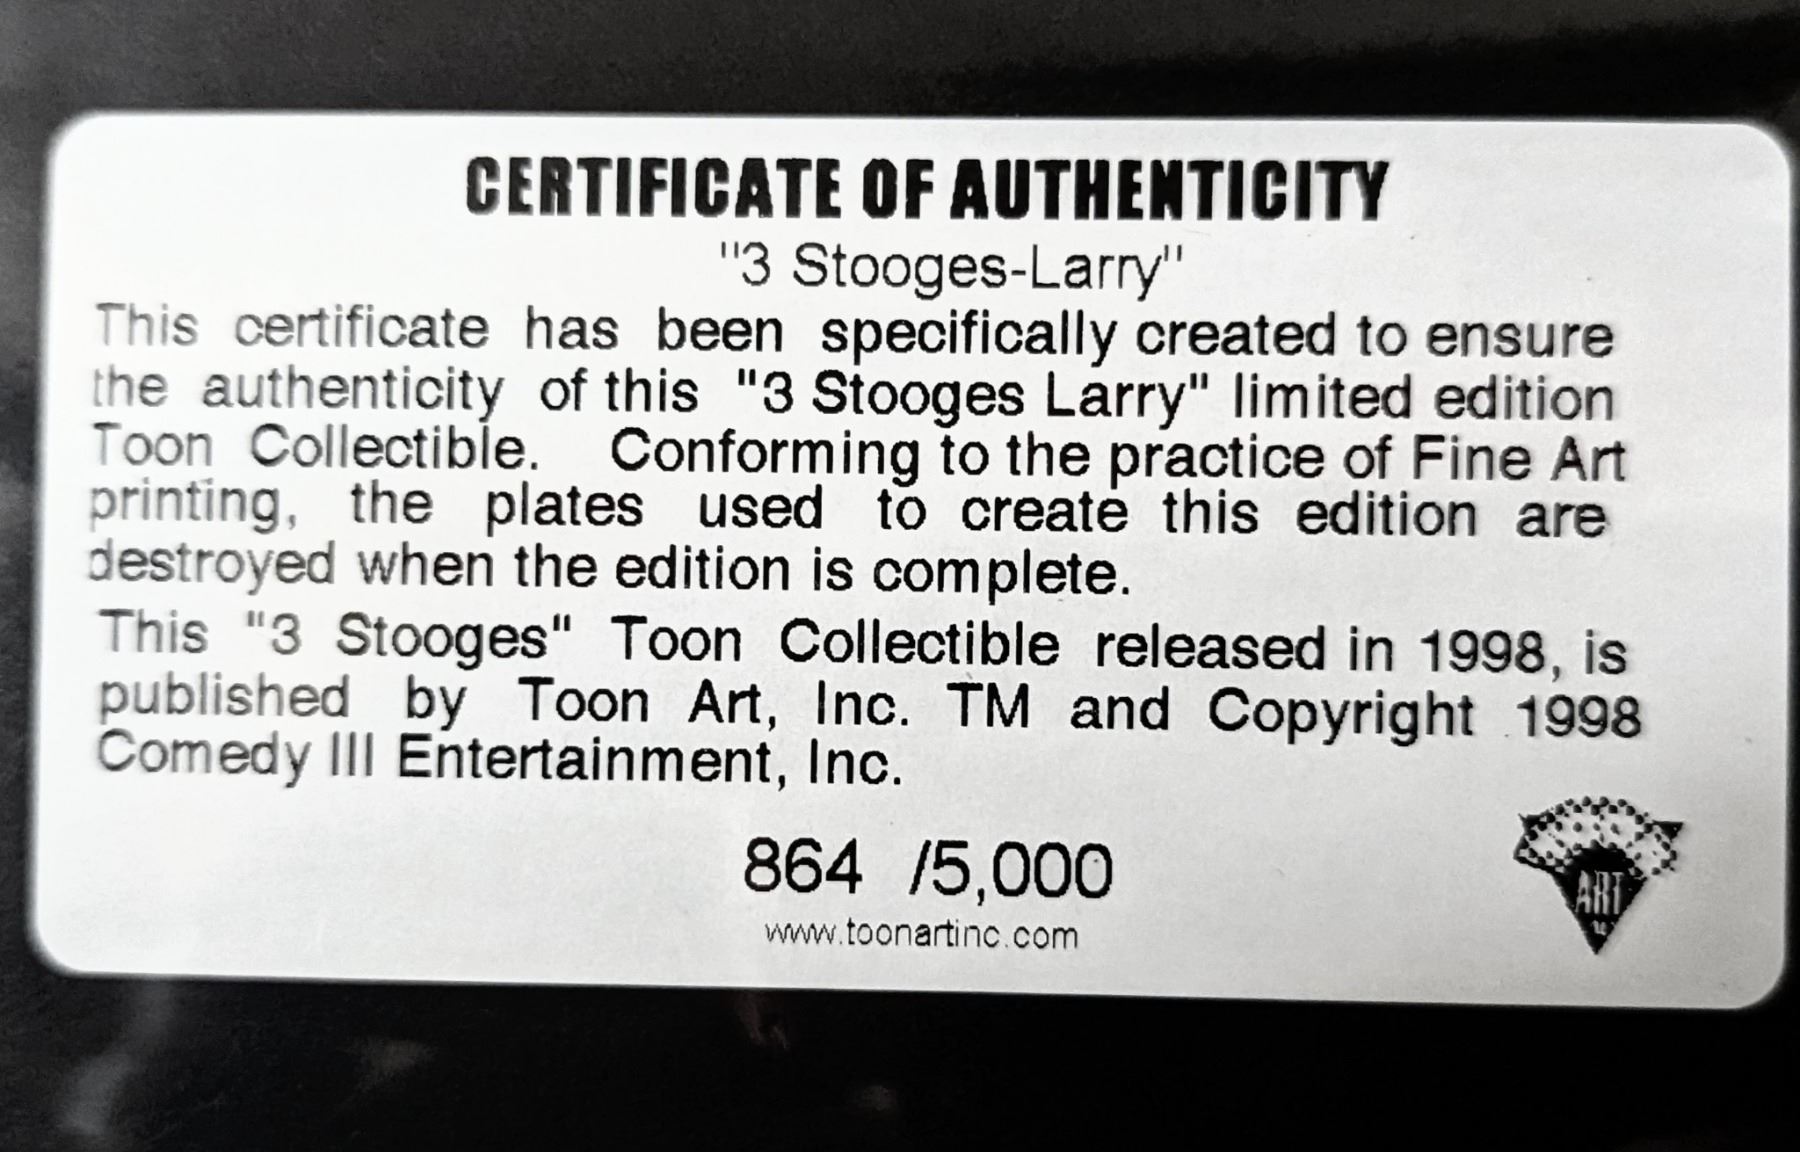 CERTIFICATE OF AUTHENTICITY
"3 Stooges-Larry"
This certificate has been specifically created to ensure
the authenticity of this "3 Stooges Larry" limited edition
Toon Collectible. Conforming to the practice of Fine Art
printing, the plates used to create this edition are
destroyed when the edition is complete.
This "3 Stooges" Toon Collectible released in 1998, is
published by Toon Art, Inc. TM and Copyright 1998
Comedy III Entertainment, Inc.
864 /5,000
www.toonartinc.com
ART